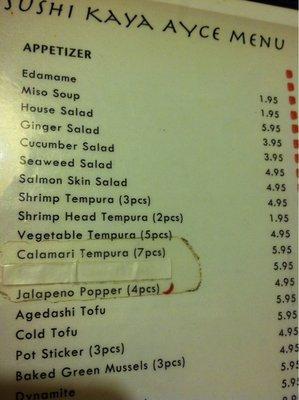 SUSHI KAYA AYCE MENU
APPETIZER
Edamame 1.95
Miso Soup 1.95
House Salad 5.95
Ginger Salad 3.95
Cucumber Salad 3.95
Seaweed Salad 4.95
Salmon Skin Salad 4.95
Shrimp Tempura (3pcs) 4.95
Shrimp Head Tempura (2pcs) 1.95
Vegetable Tempura (5pcs) 4.95
Calamari Tempura (7pcs) 5.95
5.95
Jalapeno Popper (4pcs) 4.95
Agedashi Tofu 5.95
Cold Tofu 5.95
Pot Sticker (3pcs) 4.95
Baked Green Mussels (3pcs) 4.95
Dynamite 5.95